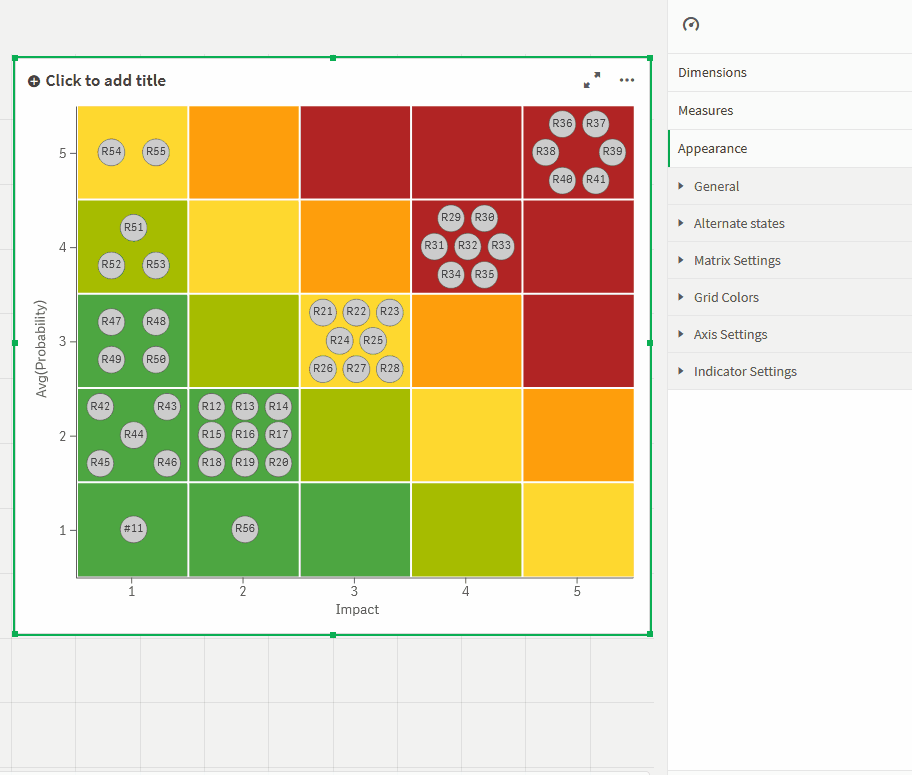 Click to add title
Dimensions
Measures
Appearance
General
Alternate states
Matrix Settings
Grid Colors
Axis Settings
Indicator Settings
Avg(Probability)
5
R54 R55
R36 R37
R38 R39
R40 R41
4
R51
R52 R53
R29 R30
R31 R32 R33
R34 R35
3
R47 R48
R49 R50
R21 R22 R23
R24 R25
R26 R27 R28
2
R42 R43
R44
R45 R46
R12 R13 R14
R15 R16 R17
R18 R19 R20
1
#11
R56
1 2 3 4 5
Impact